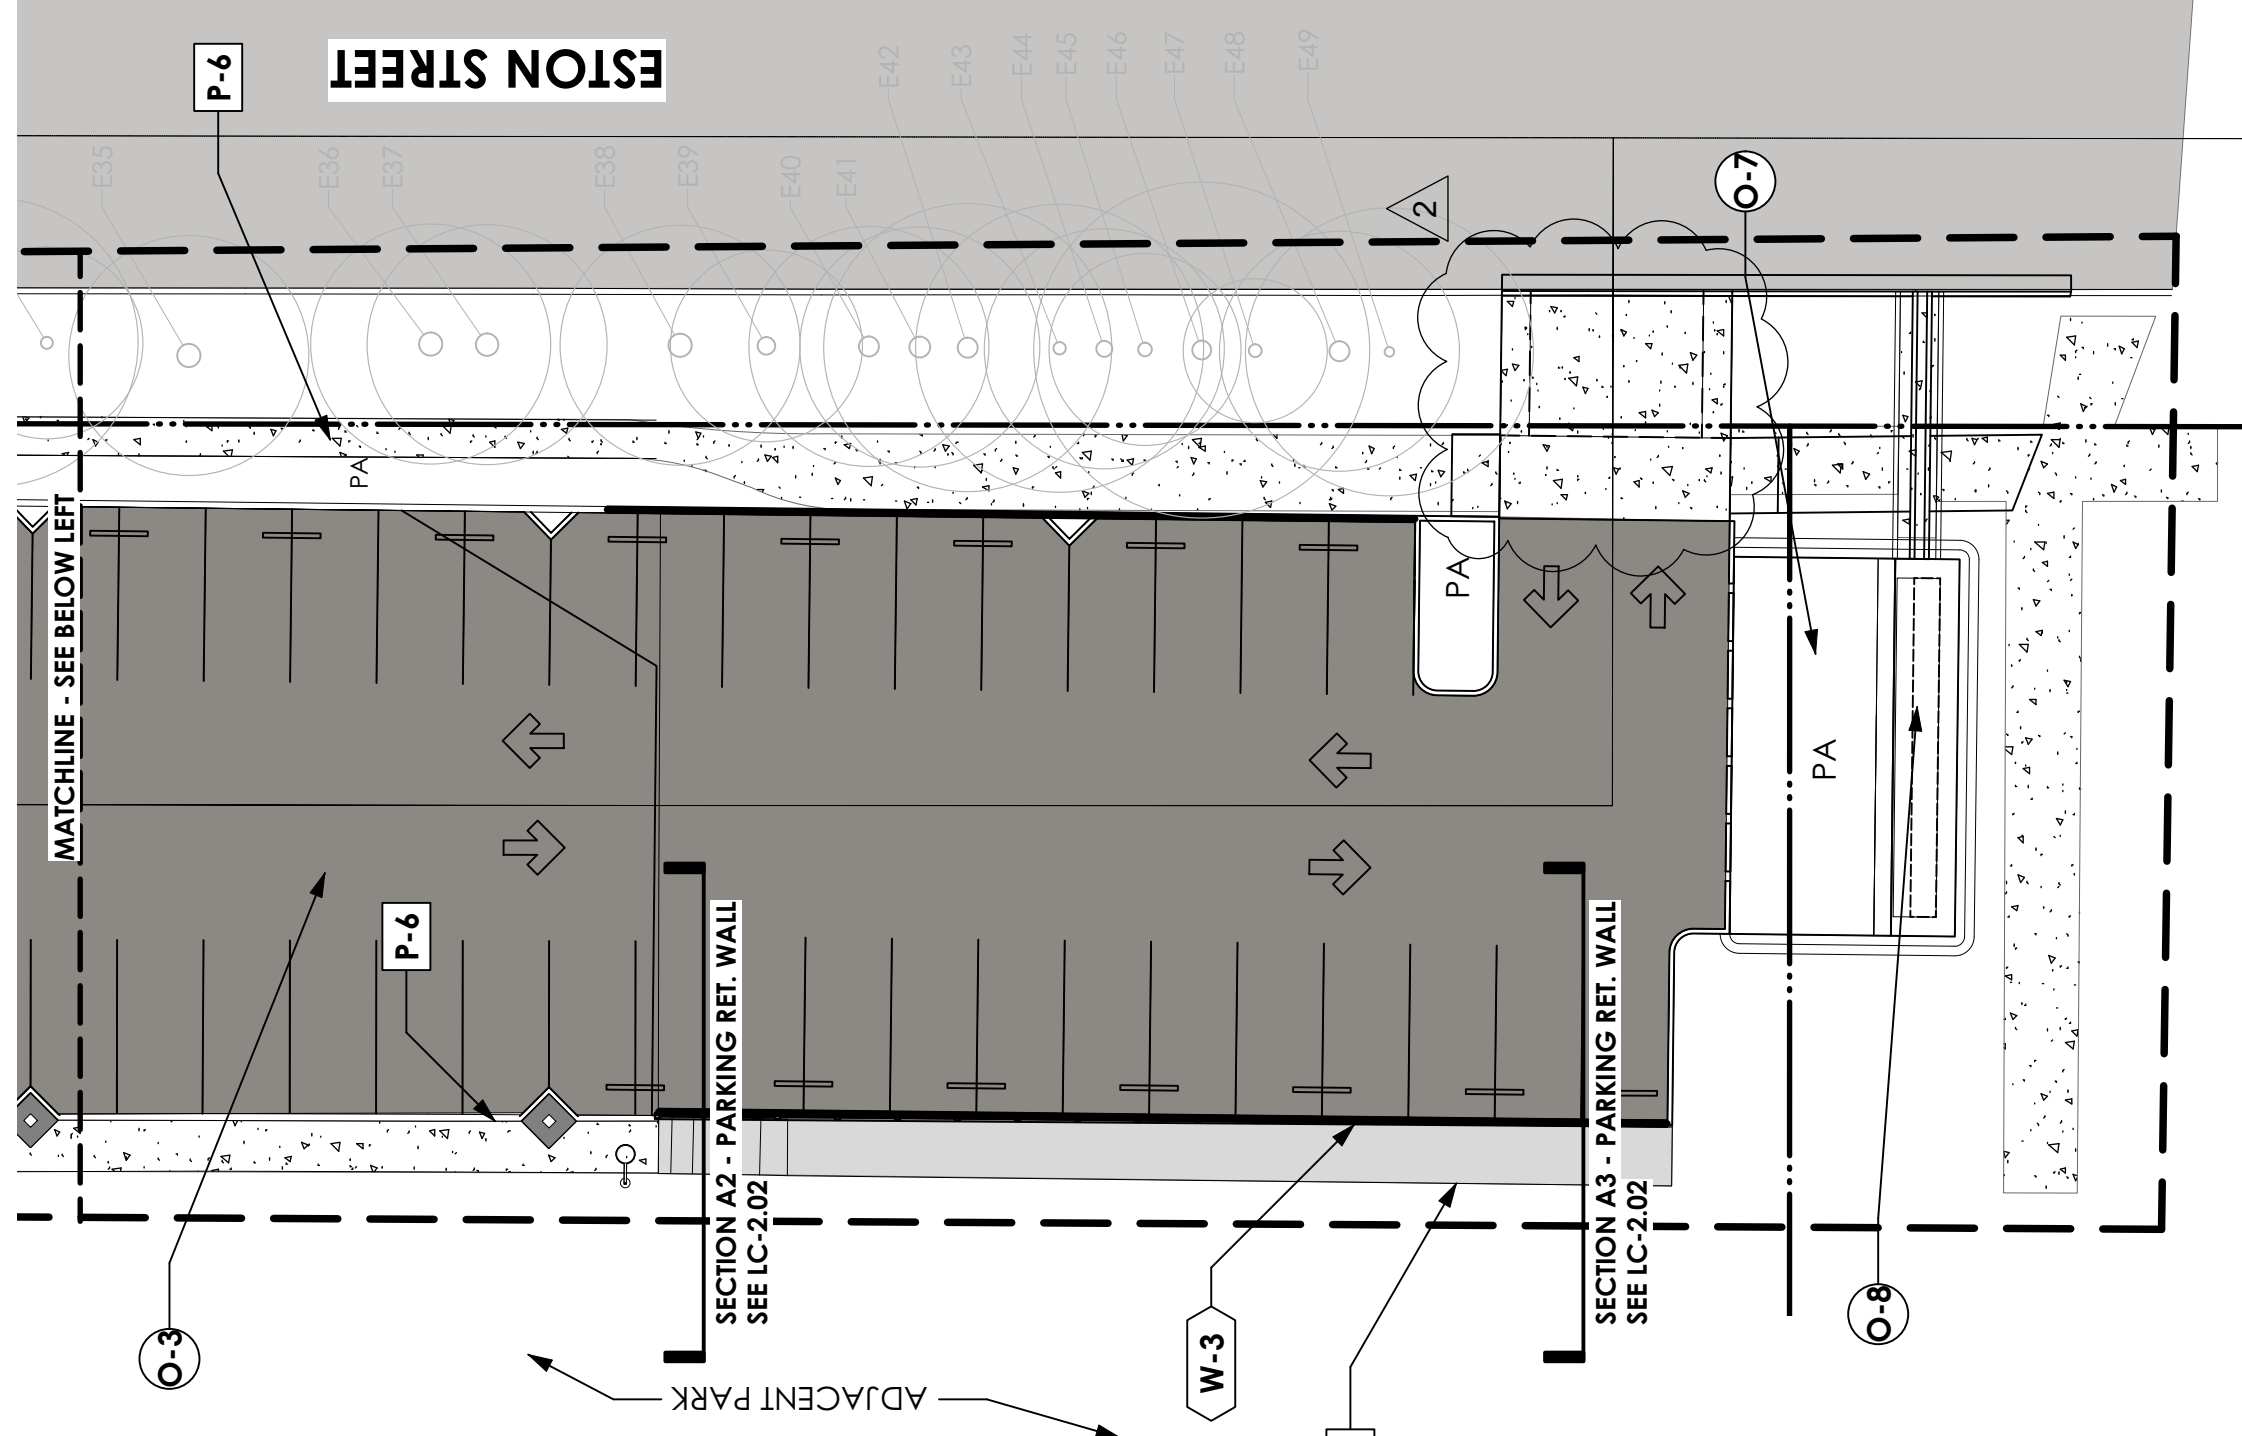 ESTON STREET
P-6
E35
E36
E37
E38
E39
E40
E41
E42
E43
E44
E45
E46
E47
E48
E49
2
O-7
PA
MATCHLINE - SEE BELOW LEFT
PA
PA
P-6
SECTION A2 - PARKING RET. WALL
SEE LC-2.02
SECTION A3 - PARKING RET. WALL
SEE LC-2.02
O-3
W-3
O-8
ADJACENT PARK